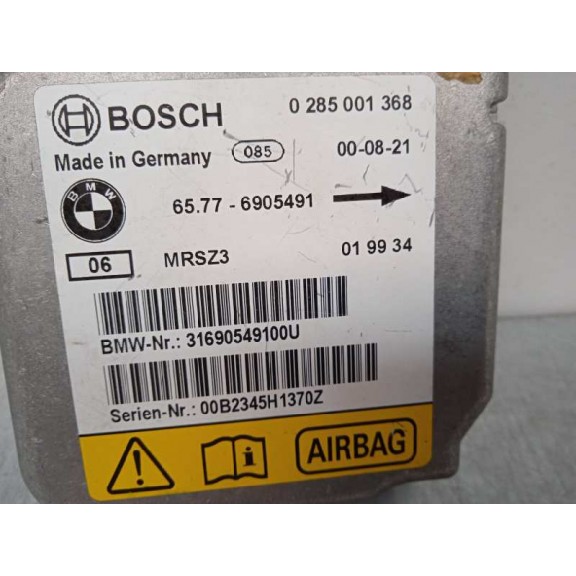 BOSCH 0 285 001 368
Made in Germany 085 00-08-21
BMW 65.77 - 6905491
06 MRSZ3 01 99 34
BMW-Nr.: 31690549100U
Serien-Nr.: 00B2345H1370Z
! i AIRBAG